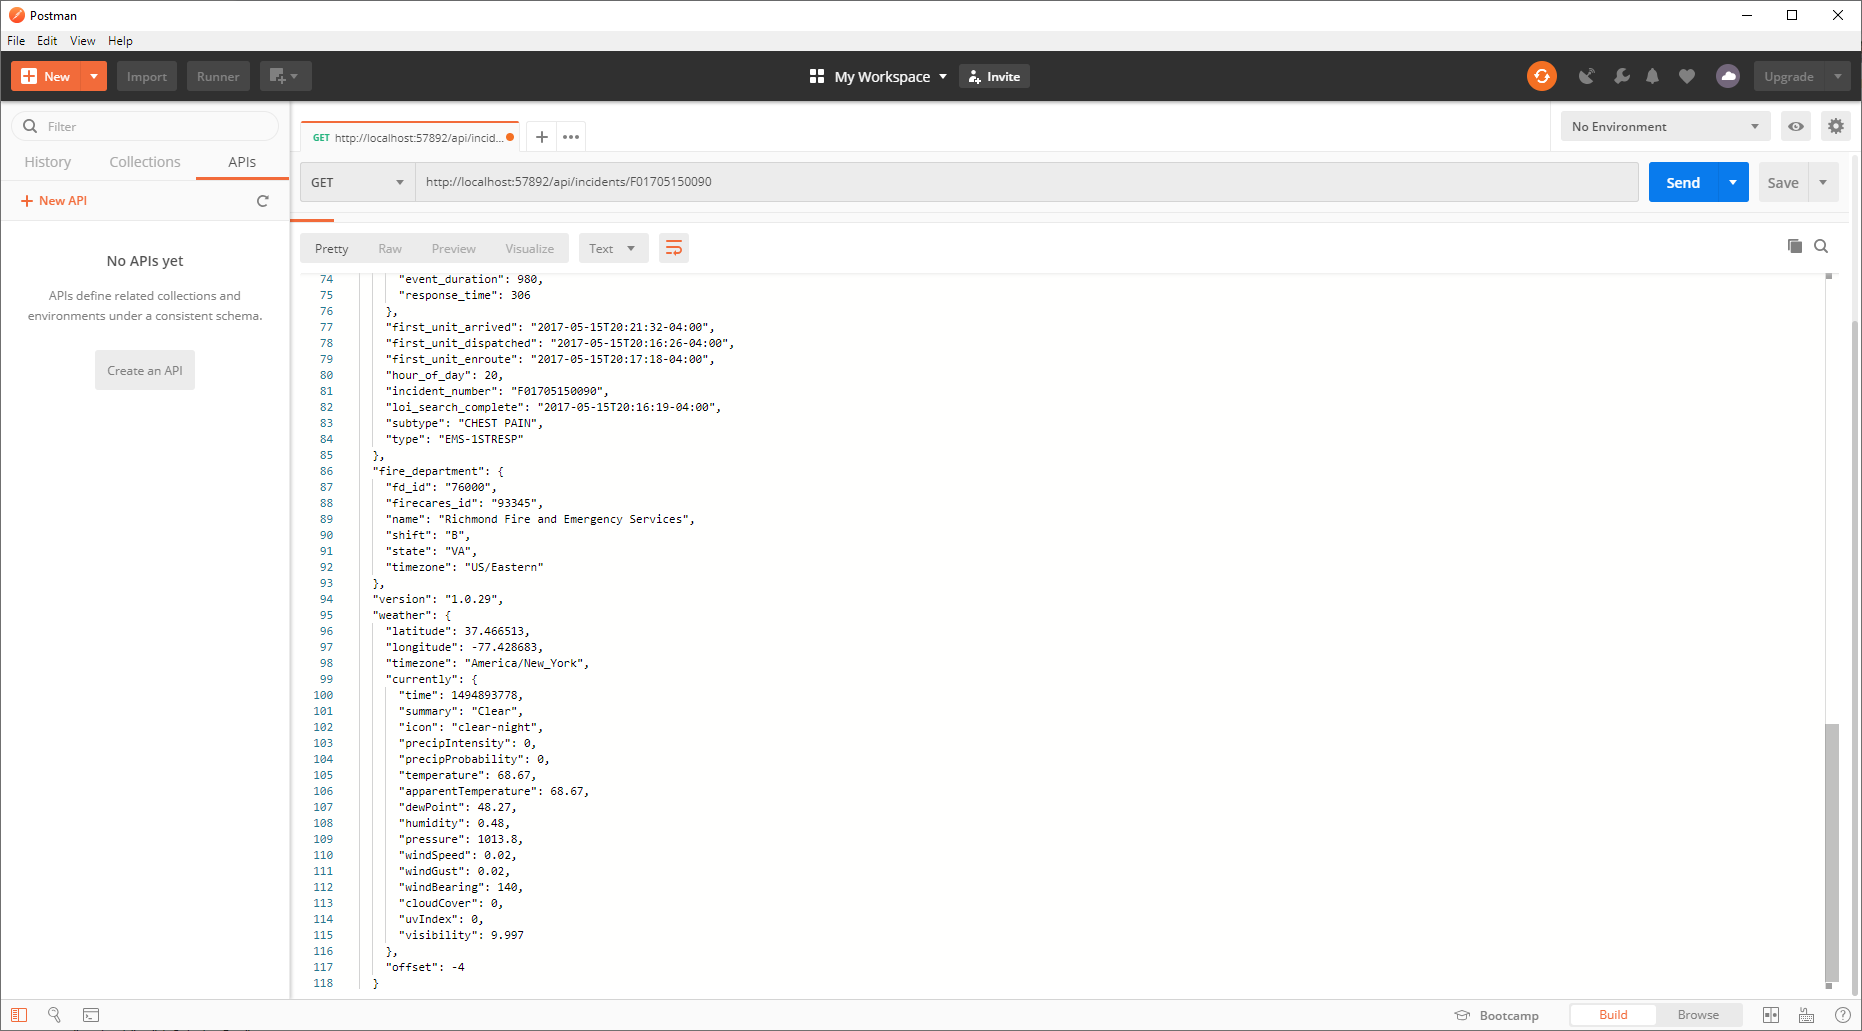 Postman
File Edit View Help
New Import Runner My Workspace Invite Upgrade
Filter
History Collections APIs
New API
No APIs yet
APIs define related collections and
environments under a consistent schema.
Create an API
GET http://localhost:57892/api/incid...
No Environment
GET http://localhost:57892/api/incidents/F01705150090 Send Save
Pretty Raw Preview Visualize Text
74 "event_duration": 980,
75 "response_time": 306
76 },
77 "first_unit_arrived": "2017-05-15T20:21:32-04:00",
78 "first_unit_dispatched": "2017-05-15T20:16:26-04:00",
79 "first_unit_enroute": "2017-05-15T20:17:18-04:00",
80 "hour_of_day": 20,
81 "incident_number": "F01705150090",
82 "loi_search_complete": "2017-05-15T20:16:19-04:00",
83 "subtype": "CHEST PAIN",
84 "type": "EMS-1STRESP"
85 },
86 "fire_department": {
87 "fd_id": "76000",
88 "firecares_id": "93345",
89 "name": "Richmond Fire and Emergency Services",
90 "shift": "B",
91 "state": "VA",
92 "timezone": "US/Eastern"
93 },
94 "version": "1.0.29",
95 "weather": {
96 "latitude": 37.466513,
97 "longitude": -77.428683,
98 "timezone": "America/New_York",
99 "currently": {
100 "time": 1494893778,
101 "summary": "Clear",
102 "icon": "clear-night",
103 "precipIntensity": 0,
104 "precipProbability": 0,
105 "temperature": 68.67,
106 "apparentTemperature": 68.67,
107 "dewPoint": 48.27,
108 "humidity": 0.48,
109 "pressure": 1013.8,
110 "windSpeed": 0.02,
111 "windGust": 0.02,
112 "windBearing": 140,
113 "cloudCover": 0,
114 "uvIndex": 0,
115 "visibility": 9.997
116 },
117 "offset": -4
118 }
Bootcamp Build Browse